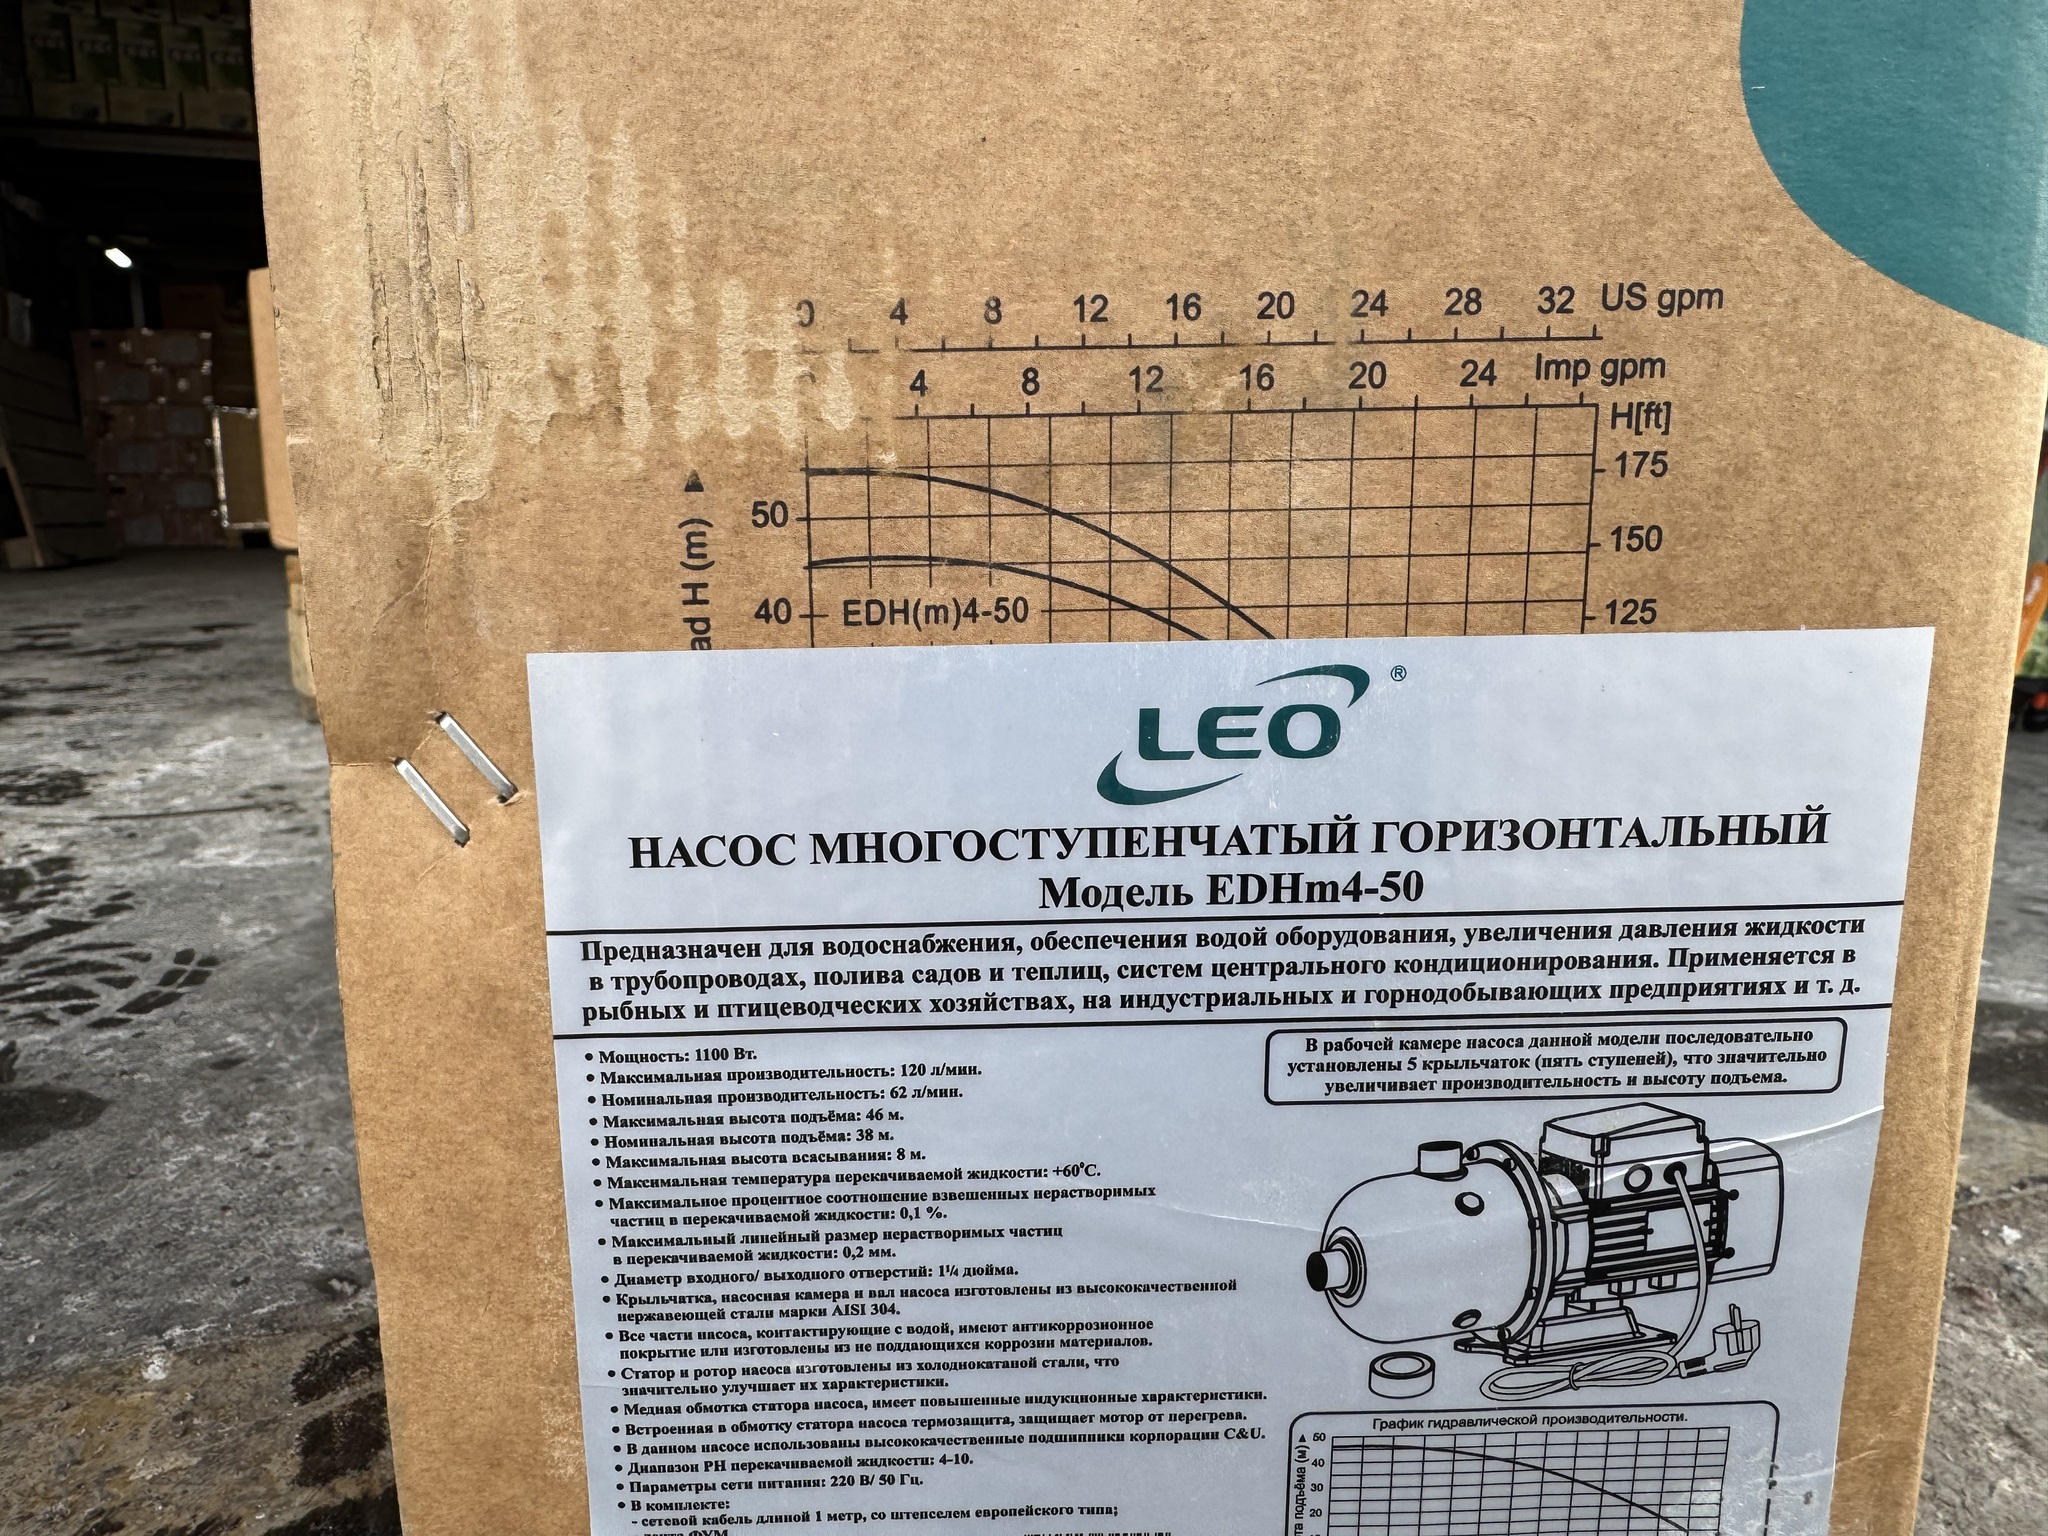 0 4 8 12 16 20 24 28 32 US gpm
4 8 12 16 20 24 Imp gpm
H[ft]
175
50
150
40 EDH(m)4-50 125
H (m)
LEO®
НАСОС МНОГОСТУПЕНЧАТЫЙ ГОРИЗОНТАЛЬНЫЙ
Модель EDHm4-50
Предназначен для водоснабжения, обеспечения водой оборудования, увеличения давления жидкости
в трубопроводах, полива садов и теплиц, систем центрального кондиционирования. Применяется в
рыбных и птицеводческих хозяйствах, на индустриальных и горнодобывающих предприятиях и т. д.
• Мощность: 1100 Вт.
• Максимальная производительность: 120 л/мин.
• Номинальная производительность: 62 л/мин.
• Максимальная высота подъёма: 46 м.
• Номинальная высота подъёма: 38 м.
• Максимальная высота всасывания: 8 м.
• Максимальная температура перекачиваемой жидкости: +60°С.
• Максимальное процентное соотношение взвешенных нерастворимых
частиц в перекачиваемой жидкости: 0,1 %.
• Максимальный линейный размер нерастворимых частиц
в перекачиваемой жидкости: 0,2 мм.
• Диаметр входного/ выходного отверстий: 1¼ дюйма.
• Крыльчатка, насосная камера и вал насоса изготовлены из высококачественной
нержавеющей стали марки AISI 304.
• Все части насоса, контактирующие с водой, имеют антикоррозионное
покрытие или изготовлены из не поддающихся коррозии материалов.
• Статор и ротор насоса изготовлены из холоднокатаной стали, что
значительно улучшает их характеристики.
• Медная обмотка статора насоса, имеет повышенные индукционные характеристики.
• Встроенная в обмотку статора насоса термозащита, защищает мотор от перегрева.
• В данном насосе использованы высококачественные подшипники корпорации C&U.
• Диапазон PH перекачиваемой жидкости: 4-10.
• Параметры сети питания: 220 В/ 50 Гц.
• В комплекте:
- сетевой кабель длиной 1 метр, со штепселем европейского типа;
ФУМ
В рабочей камере насоса данной модели последовательно
установлены 5 крыльчаток (пять ступеней), что значительно
увеличивает производительность и высоту подъема.
График гидравлической производительности.
50
40
30
20
подъёма (м)